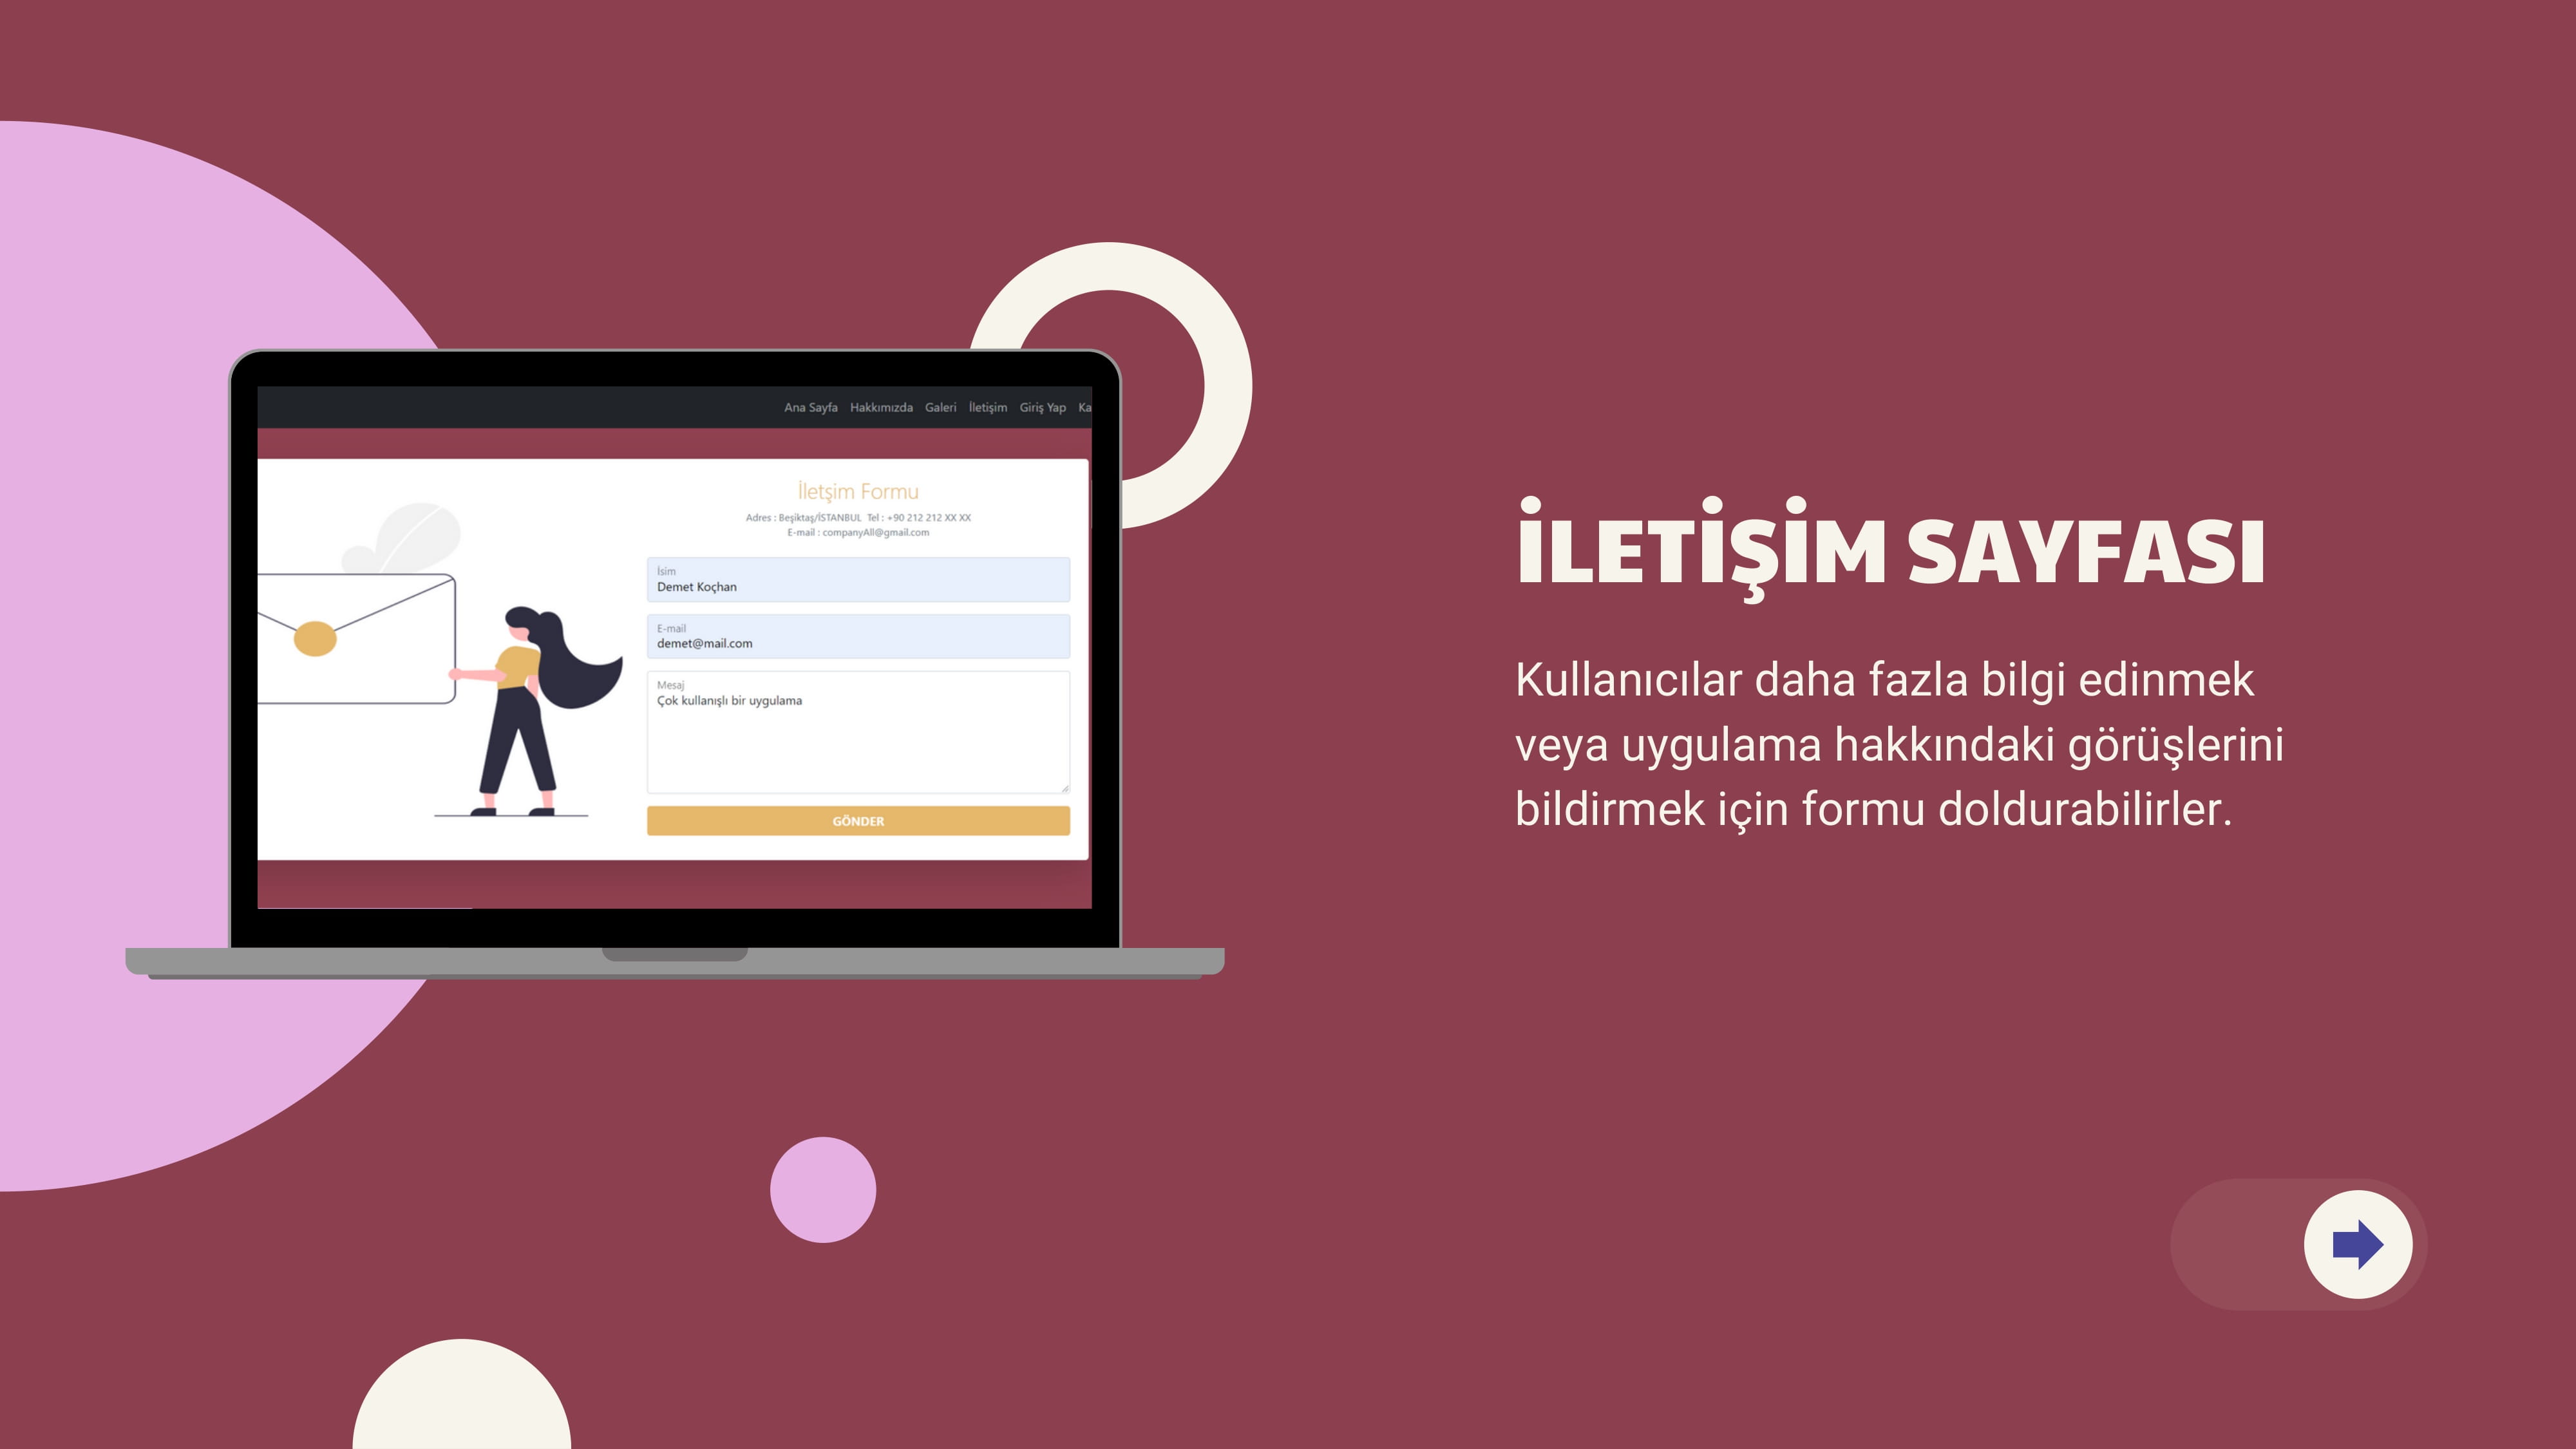 Ana Sayfa Hakkımızda Galeri İletişim Giriş Yap Ka
İletşim Formu
Adres : Beşiktaş/İSTANBUL Tel : +90 212 212 XX XX
E-mail : companyAll@gmail.com
İsim
Demet Koçhan
E-mail
demet@mail.com
Mesaj
Çok kullanışlı bir uygulama
GÖNDER
İLETİŞİM SAYFASI
Kullanıcılar daha fazla bilgi edinmek
veya uygulama hakkındaki görüşlerini
bildirmek için formu doldurabilirler.